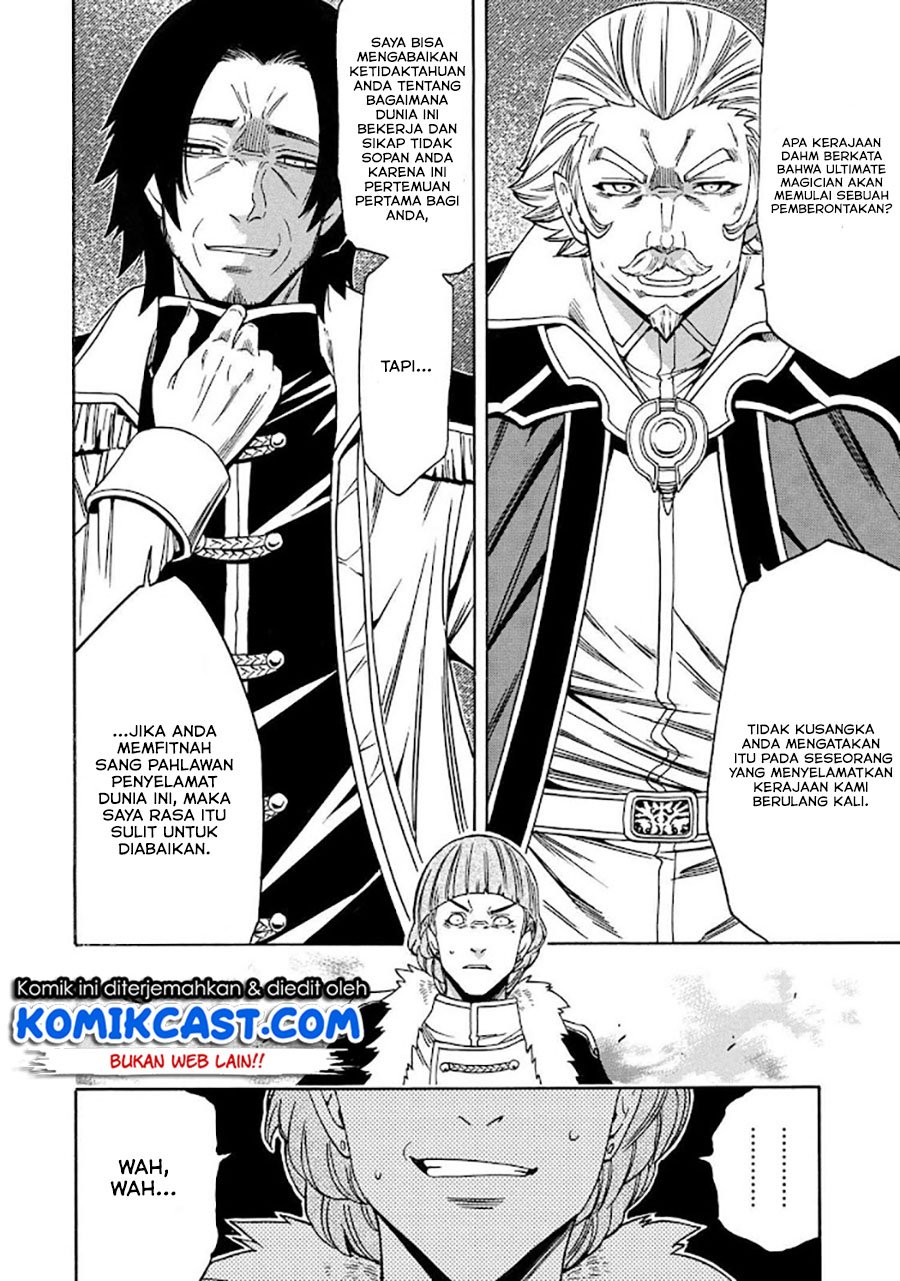 APA KERAJAAN
DAHM BERKATA
BAHWA ULTIMATE
MAGICIAN AKAN
MEMULAI SEBUAH
PEMBERONTAKAN?
TIDAK KUSANGKA
ANDA MENGATAKAN
ITU PADA SESEORANG
YANG MENYELAMATKAN
KERAJAAN KAMI
BERULANG KALI.
SAYA BISA
MENGABAIKAN
KETIDAKTAHUAN
ANDA TENTANG
BAGAIMANA
DUNIA INI
BEKERJA DAN
SIKAP TIDAK
SOPAN ANDA
KARENA INI
PERTEMUAN
PERTAMA BAGI
ANDA,
TAPI...
...JIKA ANDA
MEMFITNAH
SANG PAHLAWAN
PENYELAMAT
DUNIA INI, MAKA
SAYA RASA ITU
SULIT UNTUK
DIABAIKAN.
Komik ini diterjemahkan & diedit oleh
KOMIKCAST.COM
BUKAN WEB LAIN!!
WAH,
WAH...